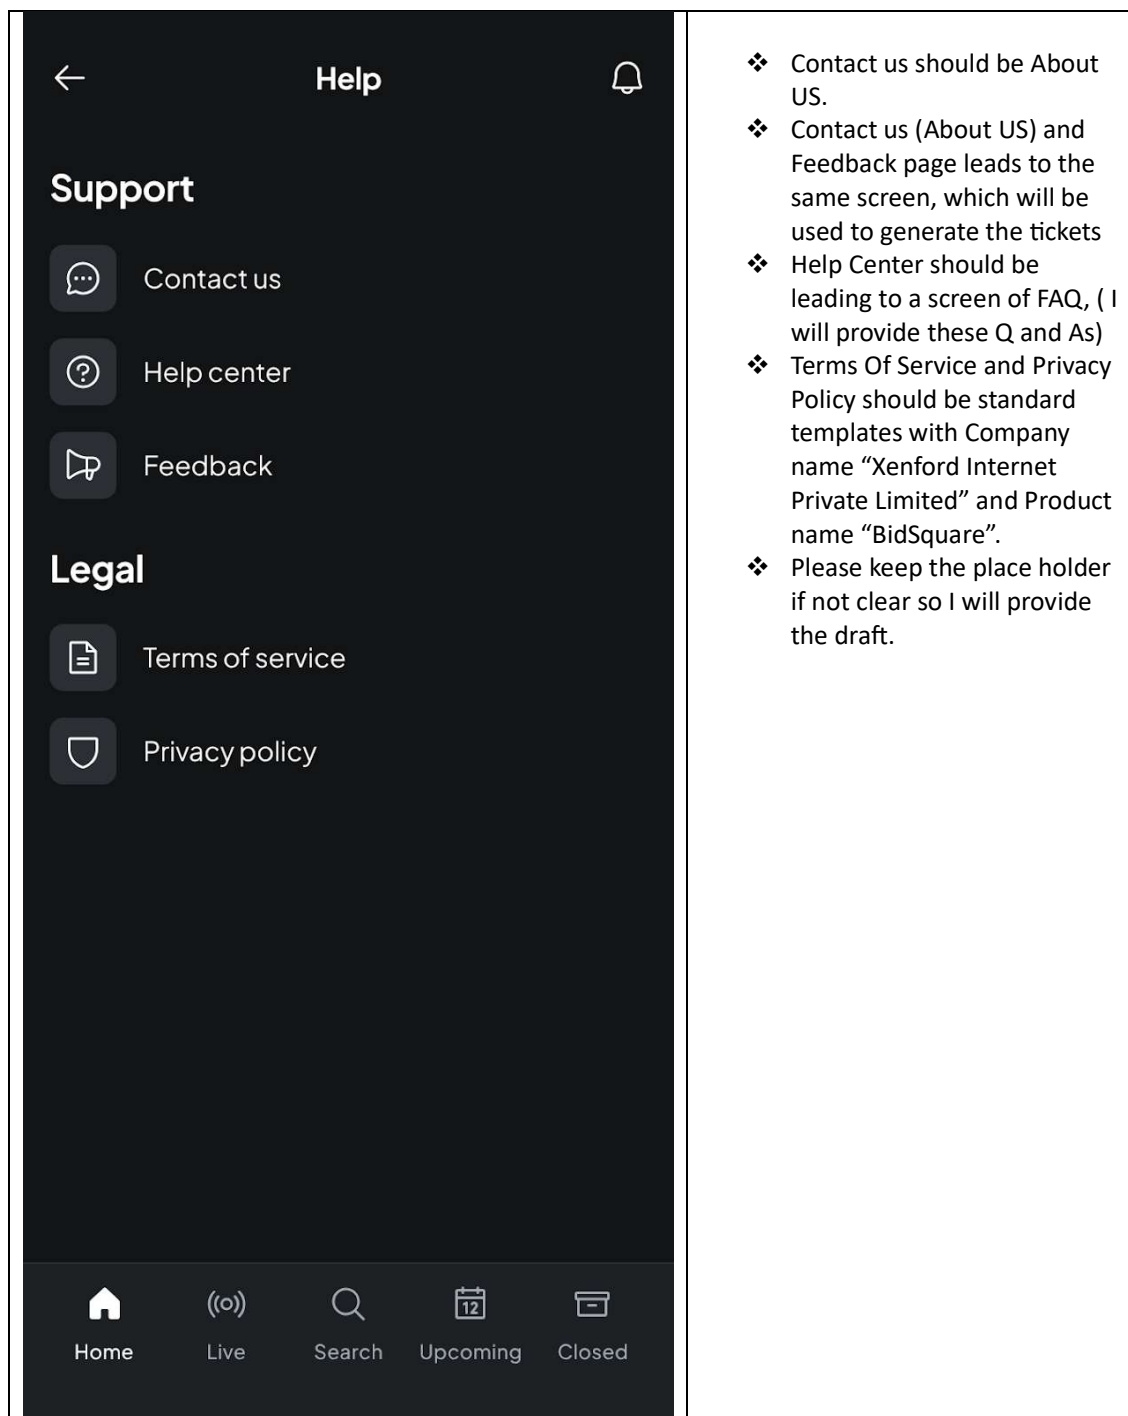 Help
Support
Contact us
Help center
Feedback
Legal
Terms of service
Privacy policy
12
Home Live Search Upcoming Closed
❖ Contact us should be About
US.
❖ Contact us (About US) and
Feedback page leads to the
same screen, which will be
used to generate the tickets
❖ Help Center should be
leading to a screen of FAQ, ( I
will provide these Q and As)
❖ Terms Of Service and Privacy
Policy should be standard
templates with Company
name “Xenford Internet
Private Limited” and Product
name “BidSquare”.
❖ Please keep the place holder
if not clear so I will provide
the draft.